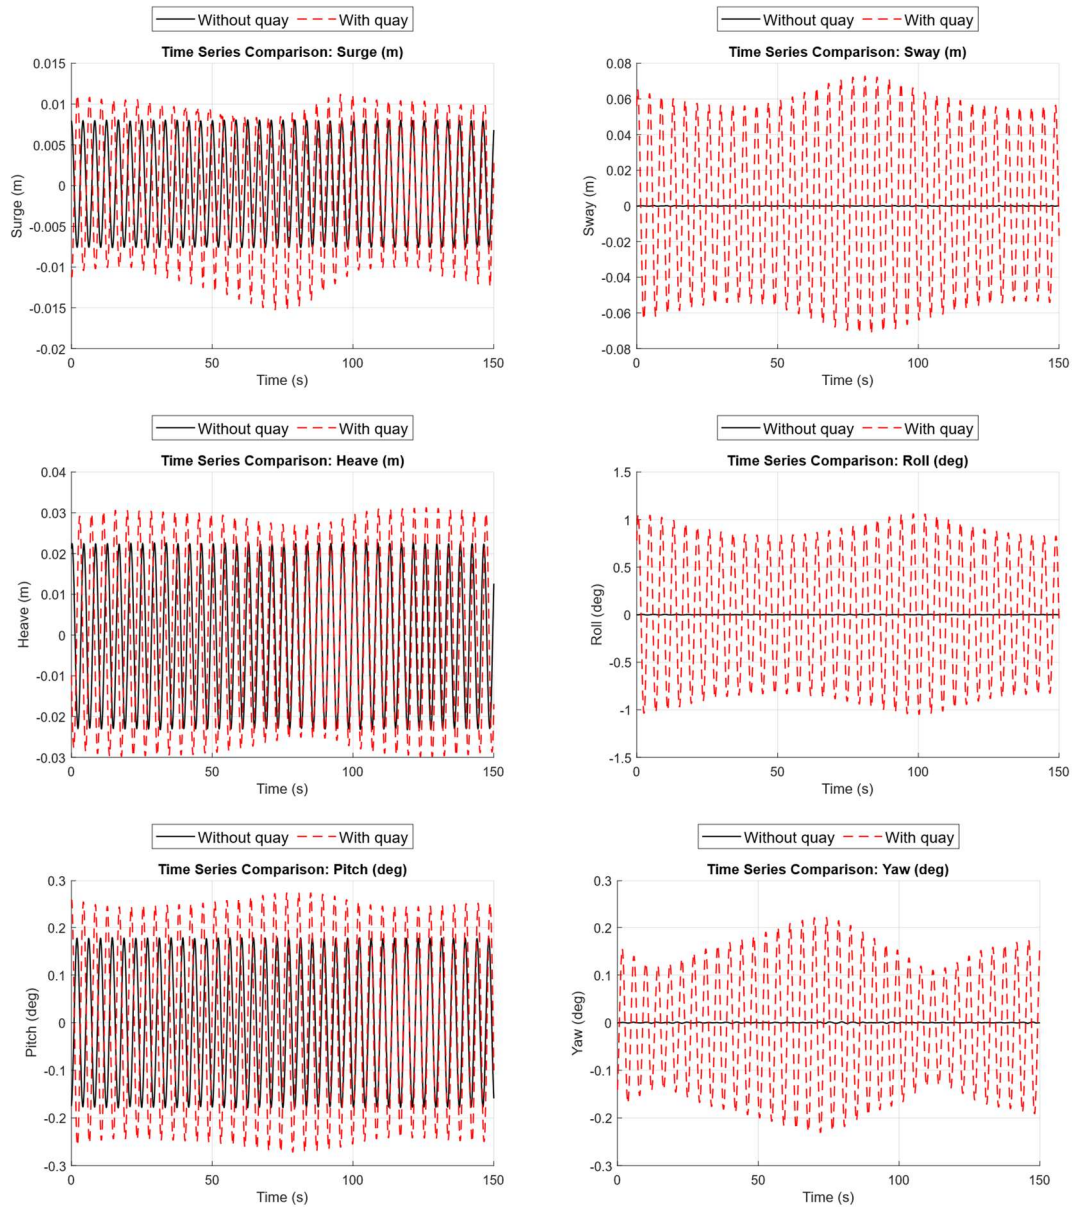 Without quay With quay
Time Series Comparison: Surge (m)
0.015
0.01
0.005
0
-0.005
-0.01
-0.015
-0.02
Surge (m)
0 50 100 150
Time (s)
Without quay With quay
Time Series Comparison: Sway (m)
0.08
0.06
0.04
0.02
0
-0.02
-0.04
-0.06
-0.08
Sway (m)
0 50 100 150
Time (s)
Without quay With quay
Time Series Comparison: Heave (m)
0.04
0.03
0.02
0.01
0
-0.01
-0.02
-0.03
Heave (m)
0 50 100 150
Time (s)
Without quay With quay
Time Series Comparison: Roll (deg)
1.5
1
0.5
0
-0.5
-1
-1.5
Roll (deg)
0 50 100 150
Time (s)
Without quay With quay
Time Series Comparison: Pitch (deg)
0.3
0.2
0.1
0
-0.1
-0.2
-0.3
Pitch (deg)
0 50 100 150
Time (s)
Without quay With quay
Time Series Comparison: Yaw (deg)
0.3
0.2
0.1
0
-0.1
-0.2
-0.3
Yaw (deg)
0 50 100 150
Time (s)